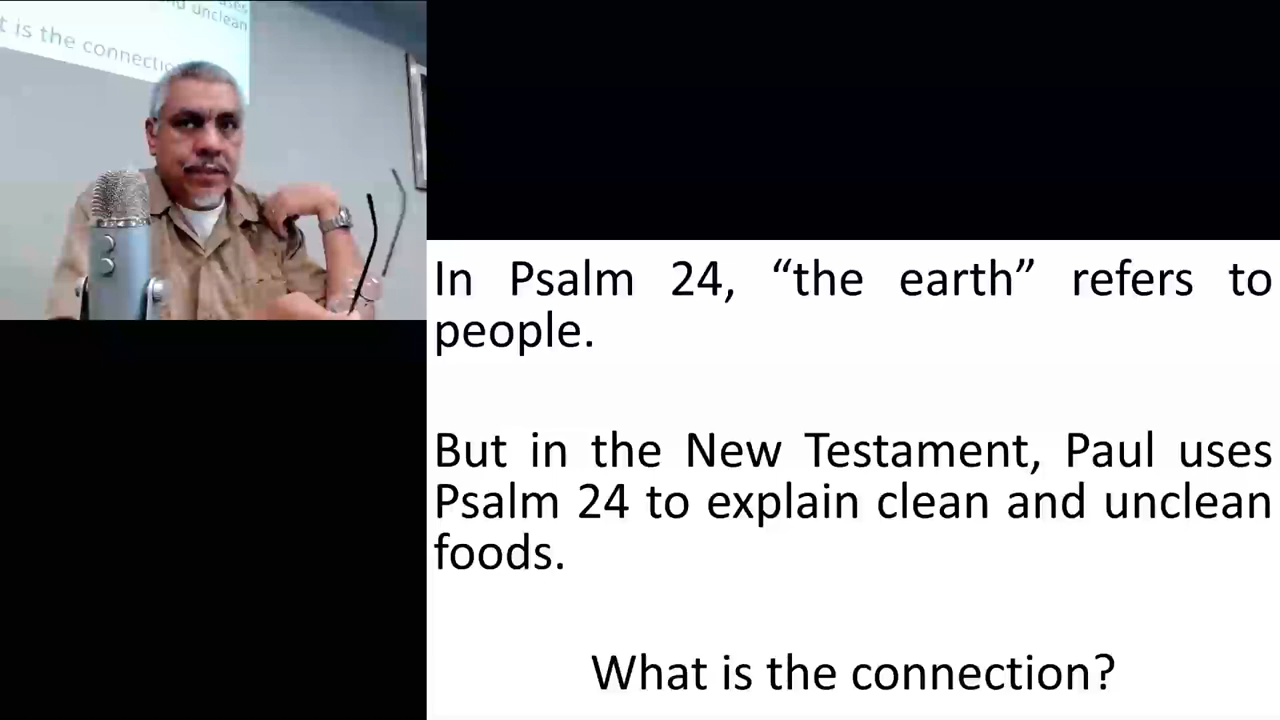 and unclean
t is the connectio
In Psalm 24, “the earth” refers to
people.
But in the New Testament, Paul uses
Psalm 24 to explain clean and unclean
foods.
What is the connection?